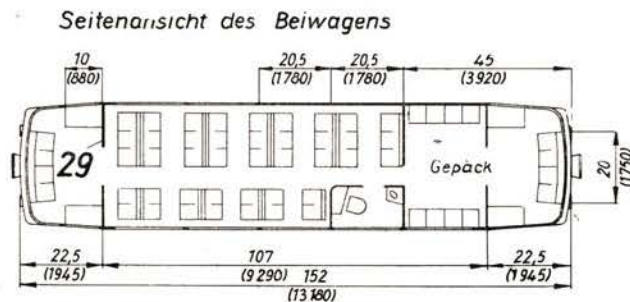 Seitenansicht des Beiwagens
10 20,5 20,5 45
(880) (1780) (1780) (3920)
29 Gepäck 20 (1750)
22,5 107 22,5
(1945) (9290) 152 (1945)
(13180)